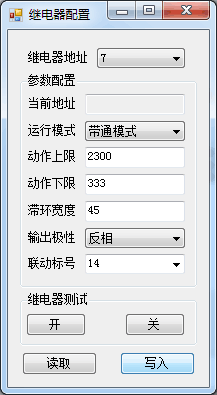 继电器配置
继电器地址 7
参数配置
当前地址
运行模式 带通模式
动作上限 2300
动作下限 333
滞环宽度 45
输出极性 反相
联动标号 14
继电器测试
开 关
读取 写入